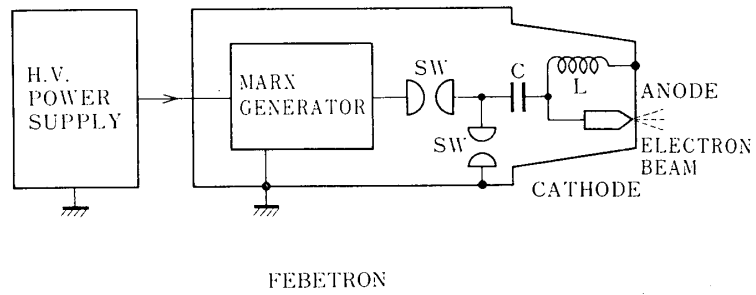 H.V.
POWER
SUPPLY
MARX
GENERATOR
SW
SW
C
L
ANODE
ELECTRON
BEAM
CATHODE
FEBETRON